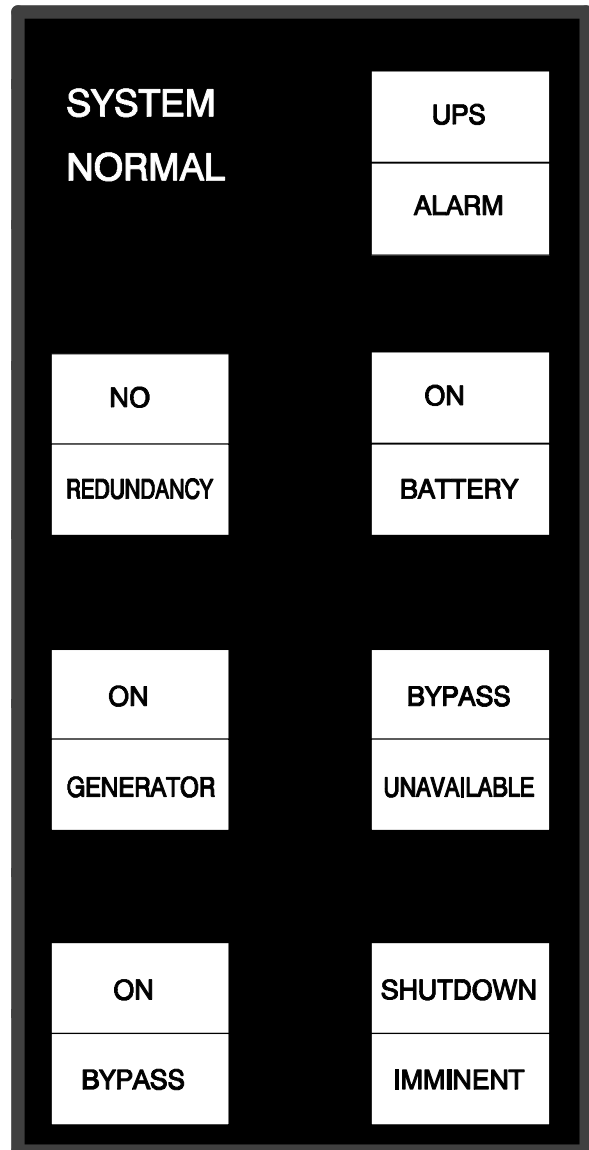 SYSTEM
NORMAL
UPS
ALARM
NO
REDUNDANCY
ON
BATTERY
ON
GENERATOR
BYPASS
UNAVAILABLE
ON
BYPASS
SHUTDOWN
IMMINENT